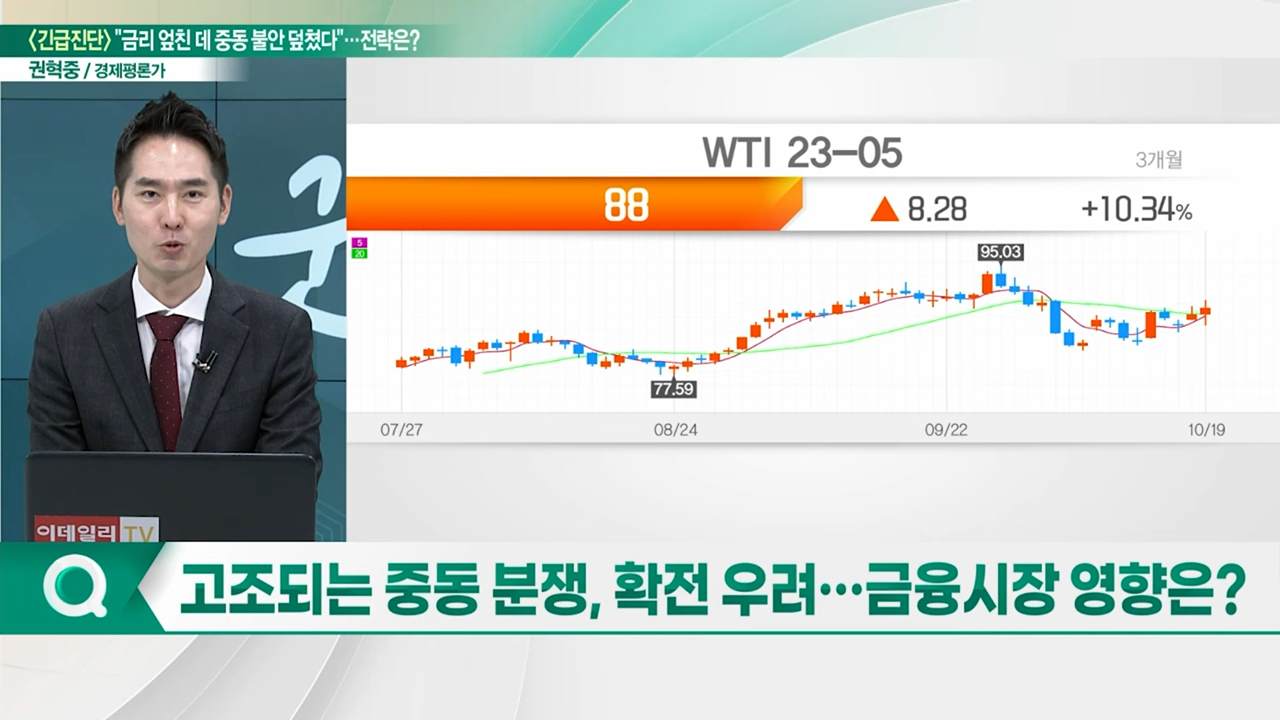 〈긴급진단〉 "금리 엎친 데 중동 불안 덮쳤다"…전략은?
권혁중 / 경제평론가
WTI 23-05
3개월
88 ▲ 8.28 +10.34%
5
20
95.03
77.59
07/27 08/24 09/22 10/19
이데일리TV
Q 고조되는 중동 분쟁, 확전 우려…금융시장 영향은?